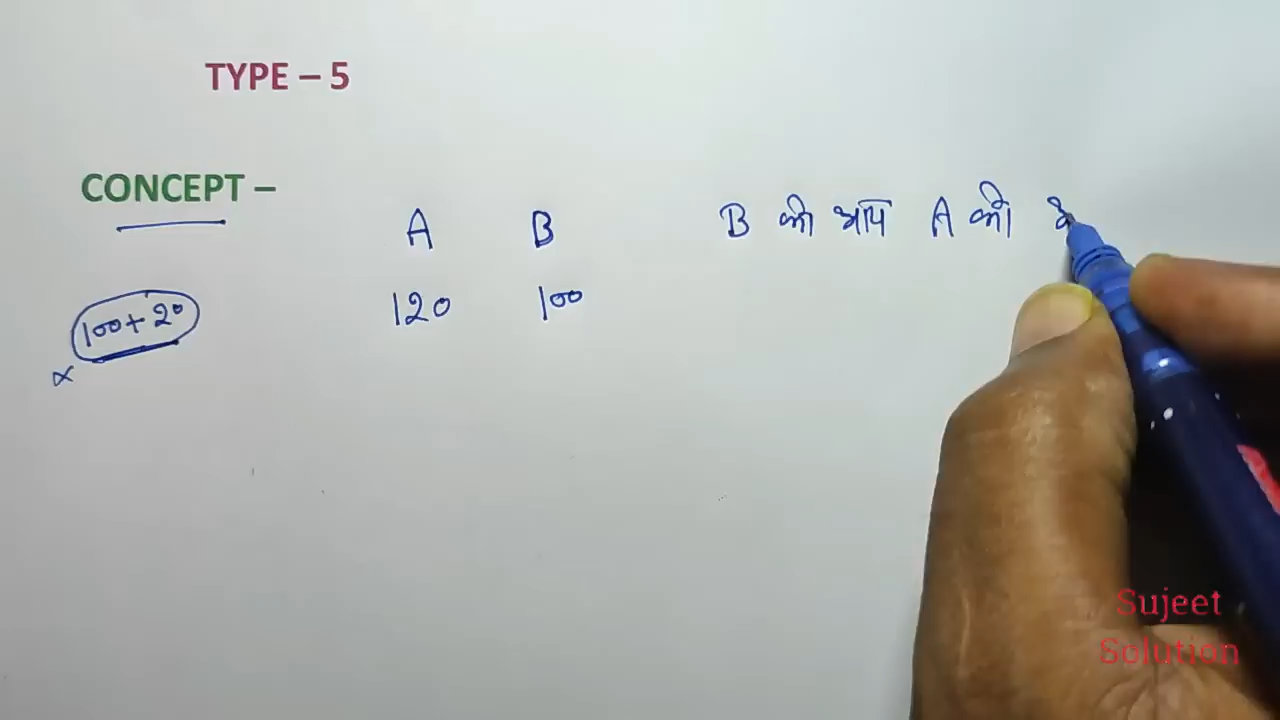 TYPE – 5
CONCEPT –
A B
B की आय A की
120 100
100 + 20
Sujeet
Solution